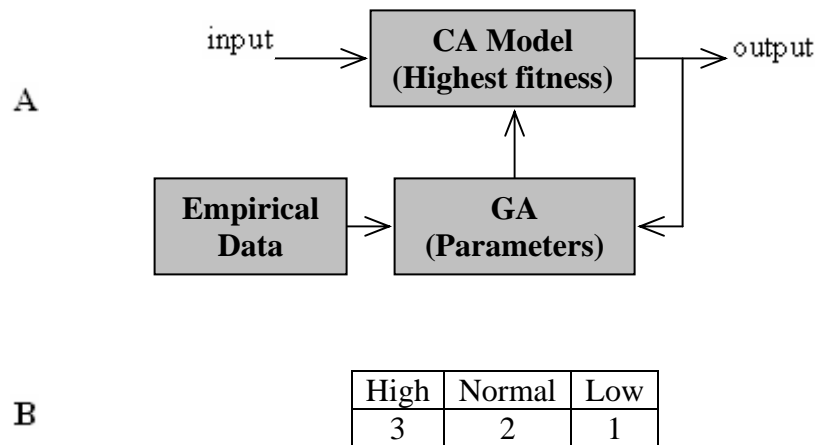 input
CA Model
(Highest fitness)
output
A
Empirical
Data
GA
(Parameters)
B
High Normal Low
3 2 1